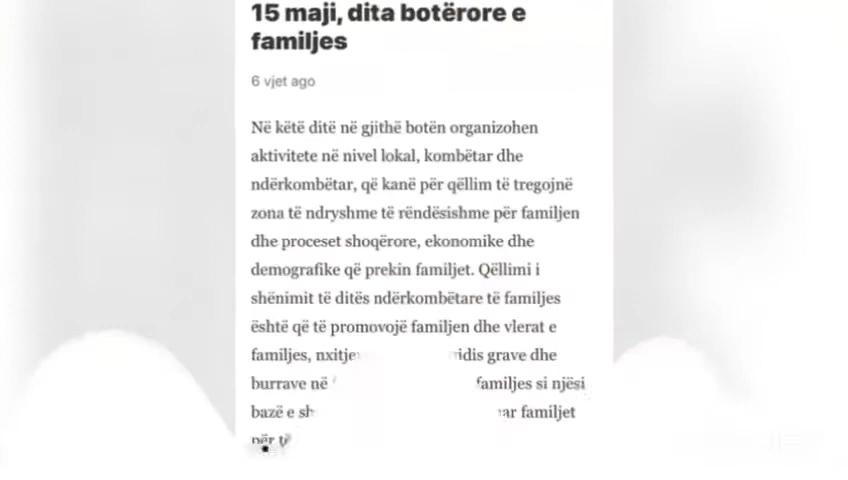 15 maji, dita botërore e
familjes
6 vjet ago
Në këtë ditë në gjithë botën organizohen
aktivitete në nivel lokal, kombëtar dhe
ndërkombëtar, që kanë për qëllim të tregojnë
zona të ndryshme të rëndësishme për familjen
dhe proceset shoqërore, ekonomike dhe
demografike që prekin familjet. Qëllimi i
shënimit të ditës ndërkombëtare të familjes
është që të promovojë familjen dhe vlerat e
familjes, grave dhe
burrave në familjes si njësi
bazë e familjet
për